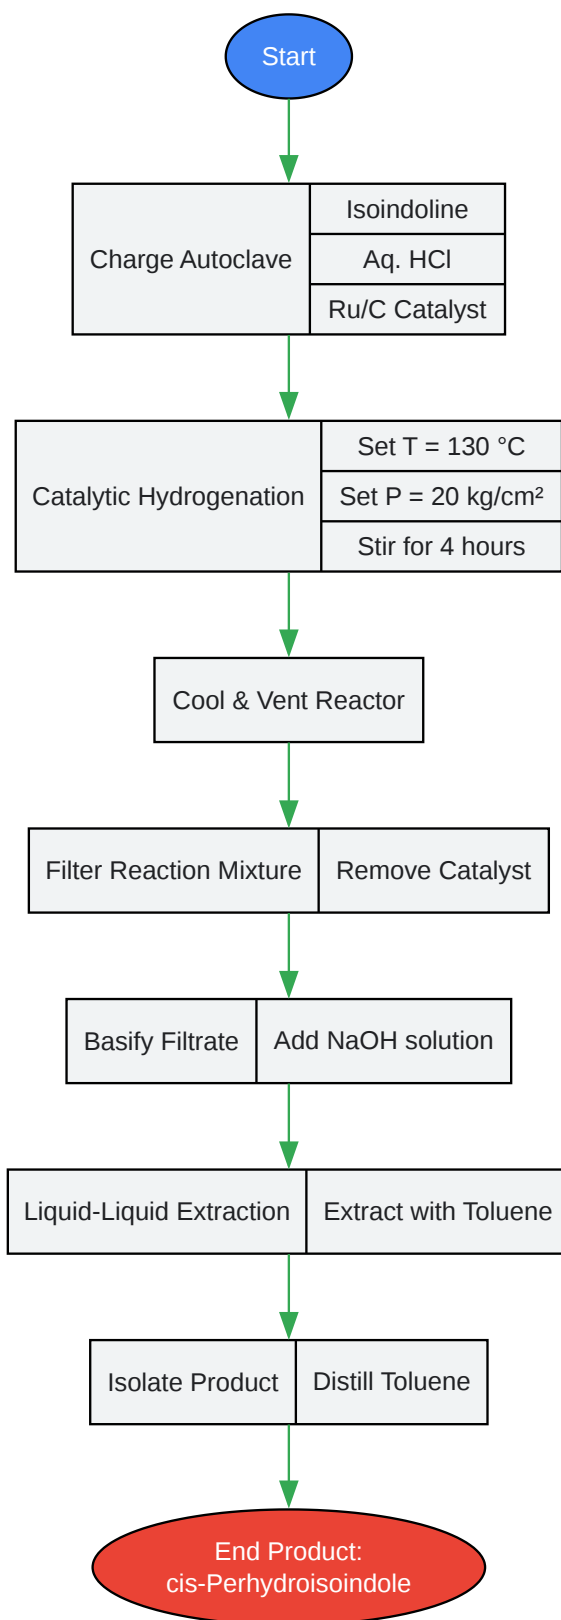 Start
Charge Autoclave
Isoindoline
Aq. HCl
Ru/C Catalyst
Catalytic Hydrogenation
Set T = 130 °C
Set P = 20 kg/cm²
Stir for 4 hours
Cool & Vent Reactor
Filter Reaction Mixture
Remove Catalyst
Basify Filtrate
Add NaOH solution
Liquid-Liquid Extraction
Extract with Toluene
Isolate Product
Distill Toluene
End Product:
cis-Perhydroisoindole